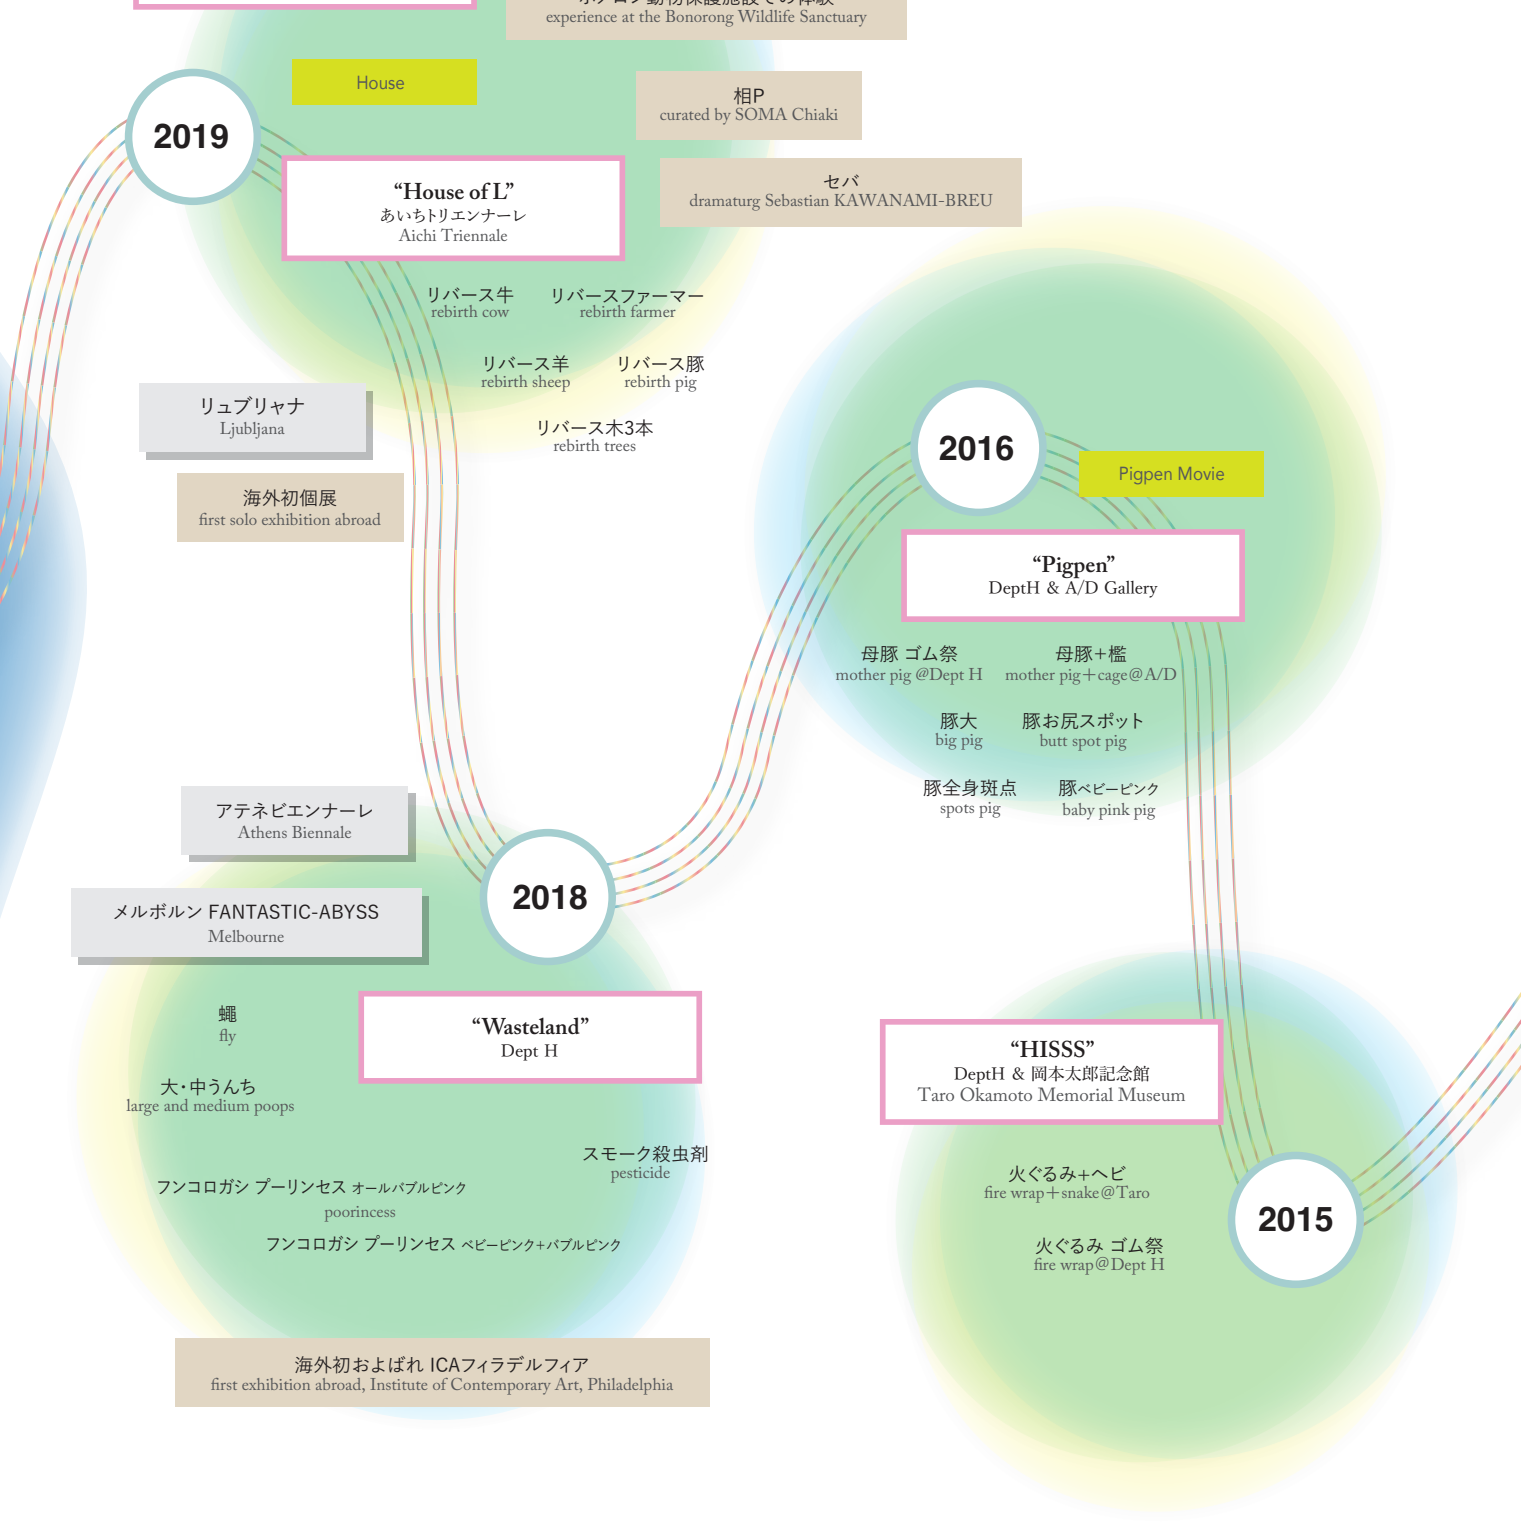 experience at the Bonorong Wildlife Sanctuary
House
相P
curated by SOMA Chiaki
2019
“House of L”
あいちトリエンナーレ
Aichi Triennale
セバ
dramaturg Sebastian KAWANAMI-BREU
リバース牛
rebirth cow
リバースファーマー
rebirth farmer
リバース羊
rebirth sheep
リバース豚
rebirth pig
リバース木3本
rebirth trees
リュブリャナ
Ljubljana
海外初個展
first solo exhibition abroad
2016
Pigpen Movie
“Pigpen”
DeptH & A/D Gallery
母豚 ゴム祭
mother pig @Dept H
母豚+檻
mother pig+cage@A/D
豚大
big pig
豚お尻スポット
butt spot pig
豚全身斑点
spots pig
豚ベビーピンク
baby pink pig
アテネビエンナーレ
Athens Biennale
2018
メルボルン FANTASTIC-ABYSS
Melbourne
“Wasteland”
Dept H
蠅
fly
大・中うんち
large and medium poops
スモーク殺虫剤
pesticide
フンコロガシ プーリンセス オールバブルピンク
poorincess
フンコロガシ プーリンセス ベビーピンク+バブルピンク
海外初およばれ ICAフィラデルフィア
first exhibition abroad, Institute of Contemporary Art, Philadelphia
“HISSS”
DeptH & 岡本太郎記念館
Taro Okamoto Memorial Museum
2015
火ぐるみ+ヘビ
fire wrap+snake@Taro
火ぐるみ ゴム祭
fire wrap@Dept H